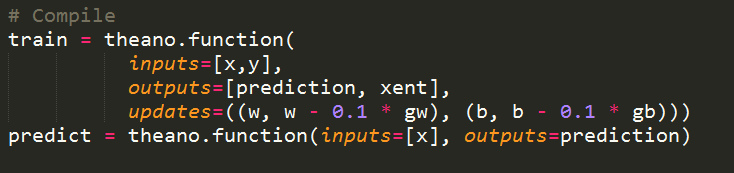 # Compile
train = theano.function(
inputs=[x,y],
outputs=[prediction, xent],
updates=((w, w - 0.1 * gw), (b, b - 0.1 * gb)))
predict = theano.function(inputs=[x], outputs=prediction)